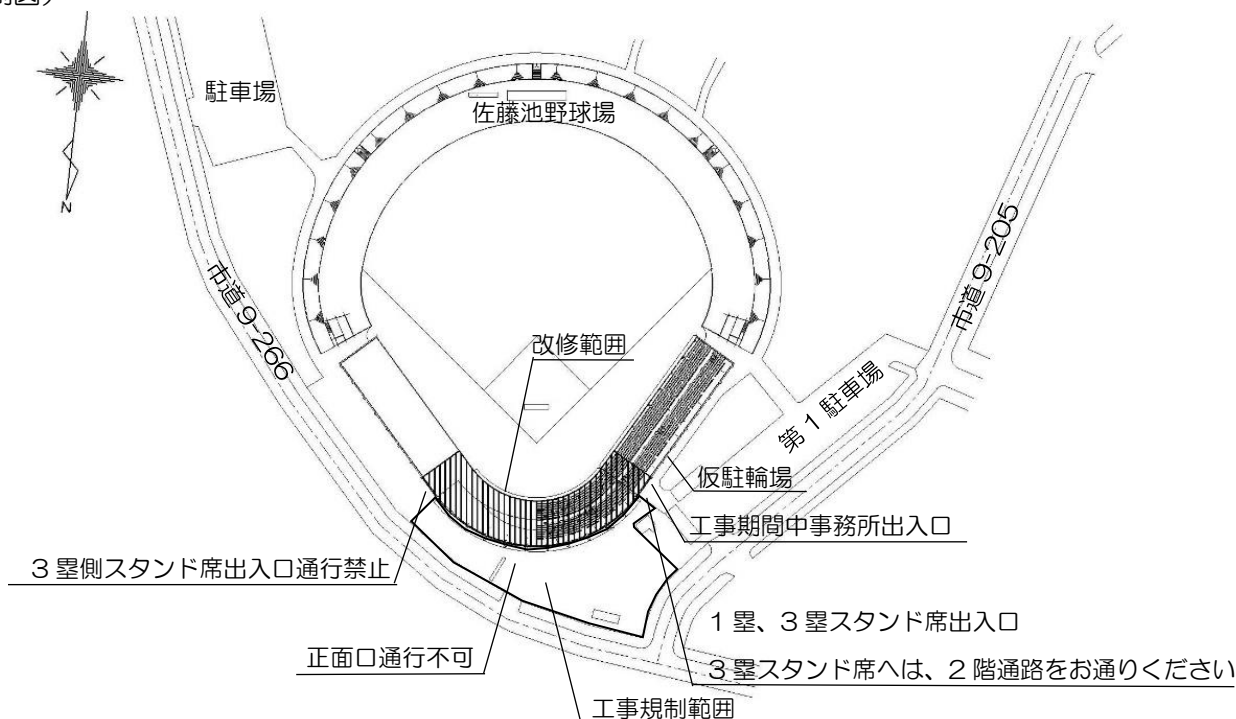 駐車場
佐藤池野球場
N
市道9-266
市道9-205
改修範囲
第1駐車場
仮駐輪場
工事期間中事務所出入口
3塁側スタンド席出入口通行禁止
1塁、3塁スタンド席出入口
正面口通行不可
3塁スタンド席へは、2階通路をお通りください
工事規制範囲